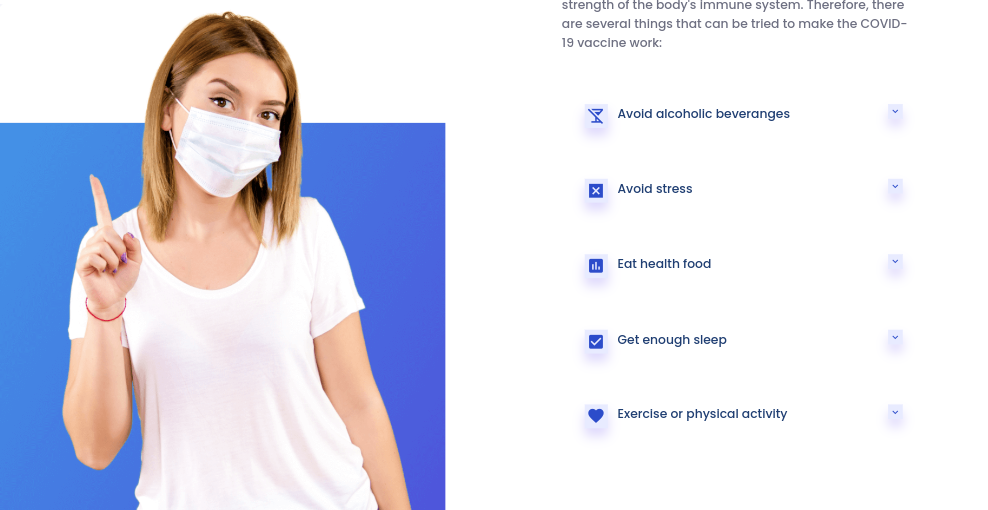 strength of the body's immune system. Therefore, there
are several things that can be tried to make the COVID-
19 vaccine work:
Avoid alcoholic beveranges
Avoid stress
Eat health food
Get enough sleep
Exercise or physical activity